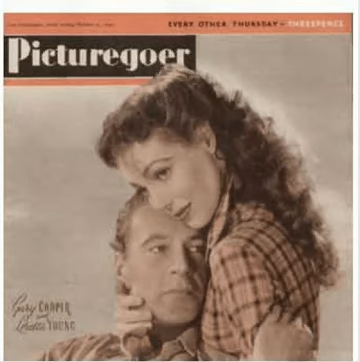 EVERY OTHER THURSDAY - THREEPENCE
Picturegoer
Gary COOPER
and
Loretta YOUNG